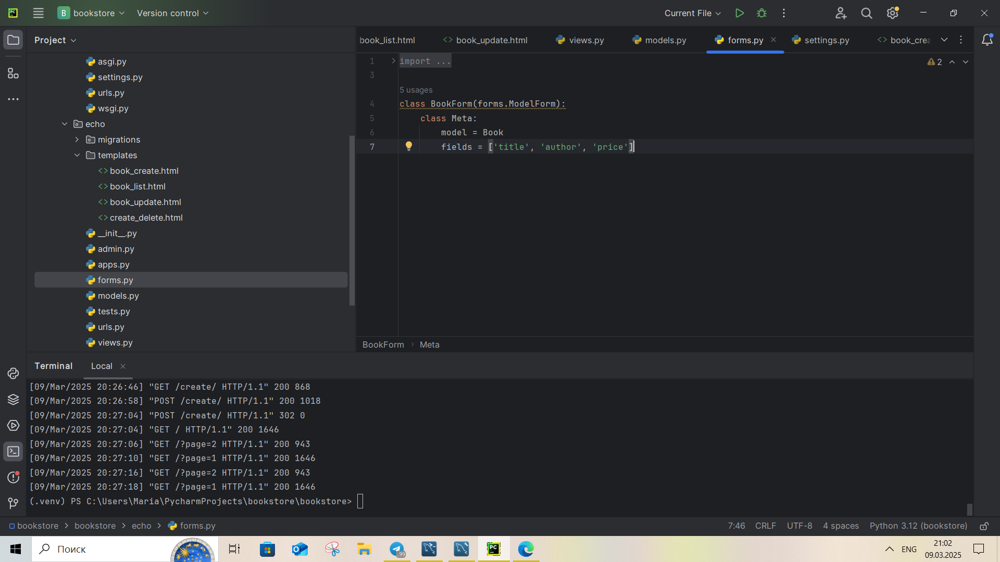 B bookstore Version control Current File
Project
book_list.html book_update.html views.py models.py forms.py settings.py book_crea
asgi.py
settings.py
urls.py
wsgi.py
echo
migrations
templates
book_create.html
book_list.html
book_update.html
create_delete.html
__init__.py
admin.py
apps.py
forms.py
models.py
tests.py
urls.py
views.py
1 import ...
2
3
5 usages
4 class BookForm(forms.ModelForm):
5 class Meta:
6 model = Book
7 fields = ['title', 'author', 'price']
BookForm Meta
Terminal Local
[09/Mar/2025 20:26:46] "GET /create/ HTTP/1.1" 200 868
[09/Mar/2025 20:26:58] "POST /create/ HTTP/1.1" 200 1018
[09/Mar/2025 20:27:04] "POST /create/ HTTP/1.1" 302 0
[09/Mar/2025 20:27:04] "GET / HTTP/1.1" 200 1646
[09/Mar/2025 20:27:06] "GET /?page=2 HTTP/1.1" 200 943
[09/Mar/2025 20:27:10] "GET /?page=1 HTTP/1.1" 200 1646
[09/Mar/2025 20:27:16] "GET /?page=2 HTTP/1.1" 200 943
[09/Mar/2025 20:27:18] "GET /?page=1 HTTP/1.1" 200 1646
(.venv) PS C:\Users\Maria\PycharmProjects\bookstore\bookstore>
bookstore bookstore echo forms.py 7:46 CRLF UTF-8 4 spaces Python 3.12 (bookstore)
Поиск
PC
..99
ENG
21:02
09.03.2025